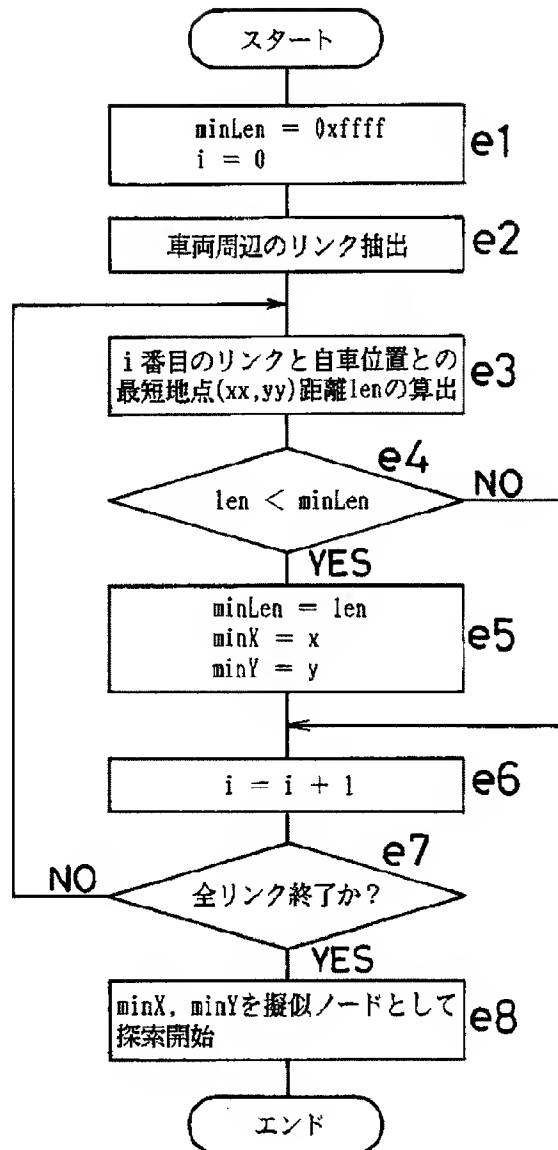 スタート
minLen = 0xffff
i = 0
e1
車両周辺のリンク抽出
e2
i番目のリンクと自車位置との
最短地点(xx,yy)距離lenの算出
e3
e4
len < minLen
NO
YES
minLen = len
minX = x
minY = y
e5
i = i + 1
e6
e7
NO
全リンク終了か?
YES
minX, minYを擬似ノードとして
探索開始
e8
エンド